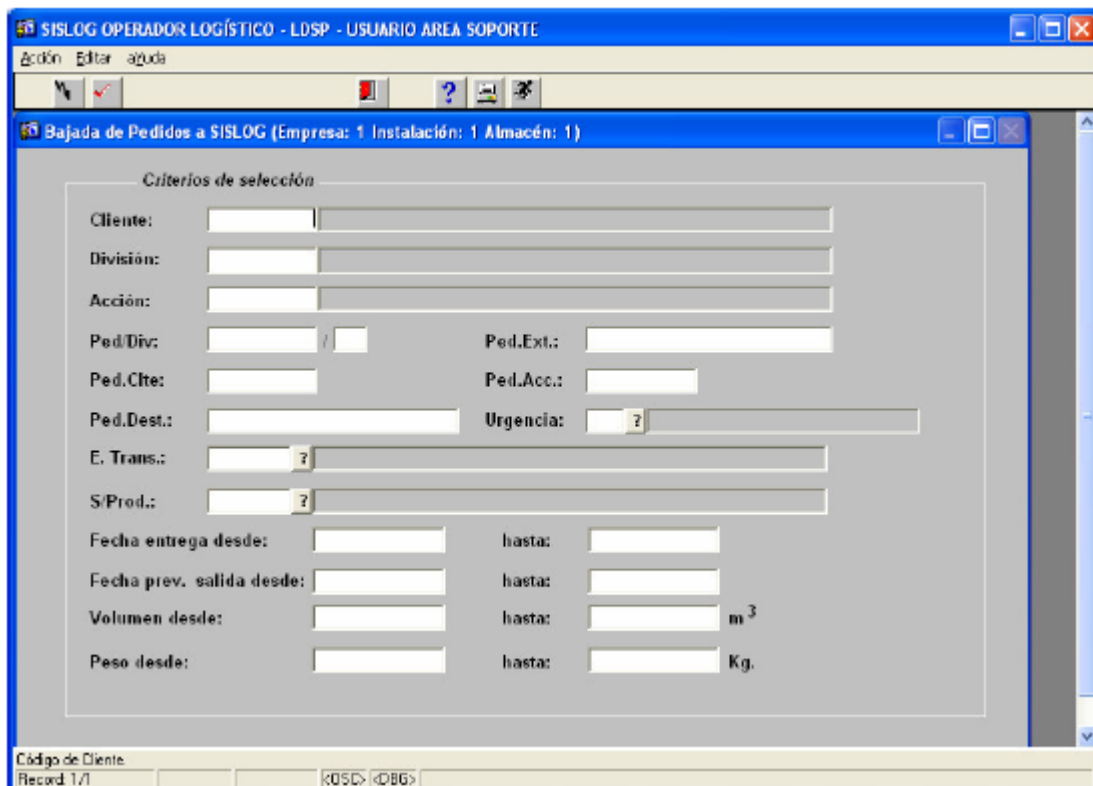 SISLOG OPERADOR LOGÍSTICO - LDSP - USUARIO AREA SOPORTE
Acción Editar aYuda
?
Bajada de Pedidos a SISLOG (Empresa: 1 Instalación: 1 Almacén: 1)
Criterios de selección
Cliente:
División:
Acción:
Ped/Div: / Ped.Ext.:
Ped.Clte: Ped.Acc.:
Ped.Dest.: Urgencia: ?
E. Trans.: ?
S/Prod.: ?
Fecha entrega desde: hasta:
Fecha prev. salida desde: hasta:
Volumen desde: hasta: m³
Peso desde: hasta: Kg.
Código de Cliente
Record: 1/1 <OSC> <DBG>